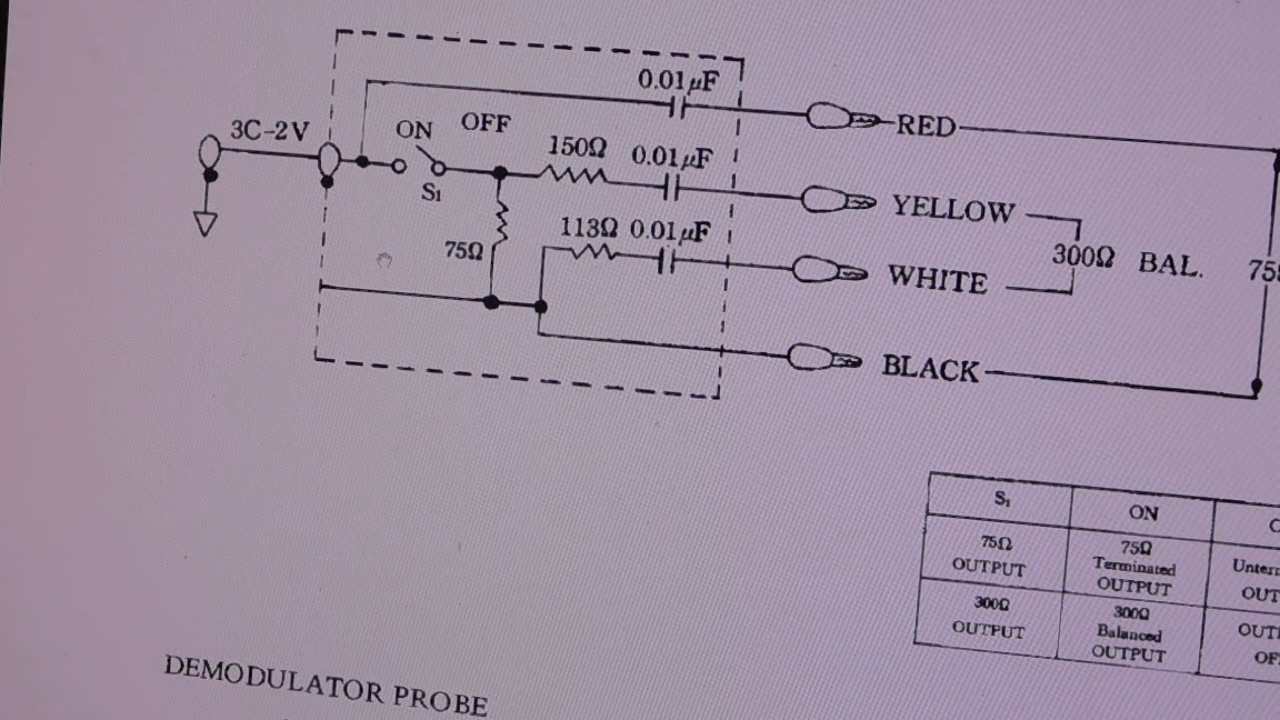 0.01µF
3C-2V
ON
OFF
RED
150Ω
0.01µF
S₁
YELLOW
113Ω
0.01µF
75Ω
300Ω BAL.
WHITE
BLACK
S₁
ON
75Ω
OUTPUT
75Ω
Terminated
OUTPUT
300Ω
OUTPUT
300Ω
Balanced
OUTPUT
DEMODULATOR PROBE